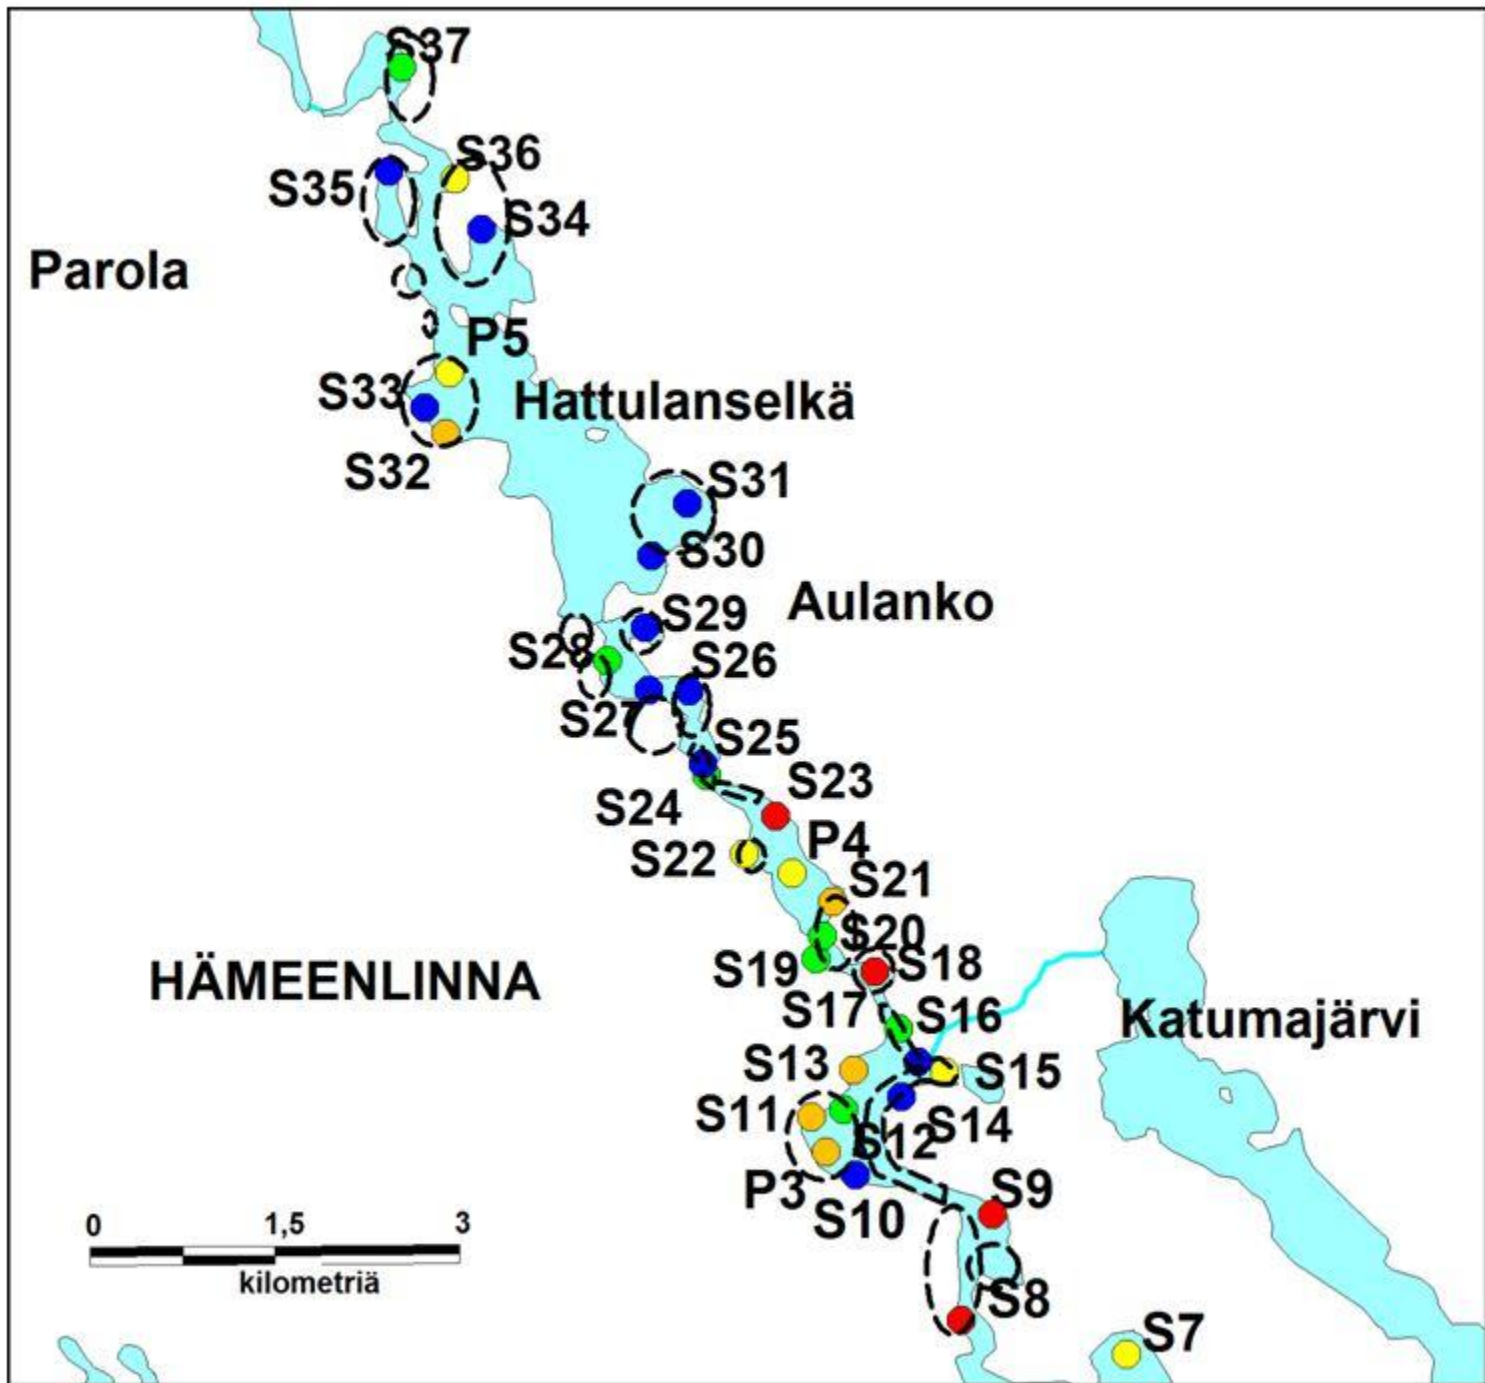 S37
S36
S35
S34
Parola
P5
S33
Hattulanselkä
S32
S31
S30
Aulanko
S29
S28
S26
S27
S25
S23
S24
P4
S22
S21
S20
S19
S18
HÄMEENLINNA
S17
S16
Katumajärvi
S13
S15
S11
S14
S12
P3
S9
S10
0 1,5 3
kilometriä
S8
S7